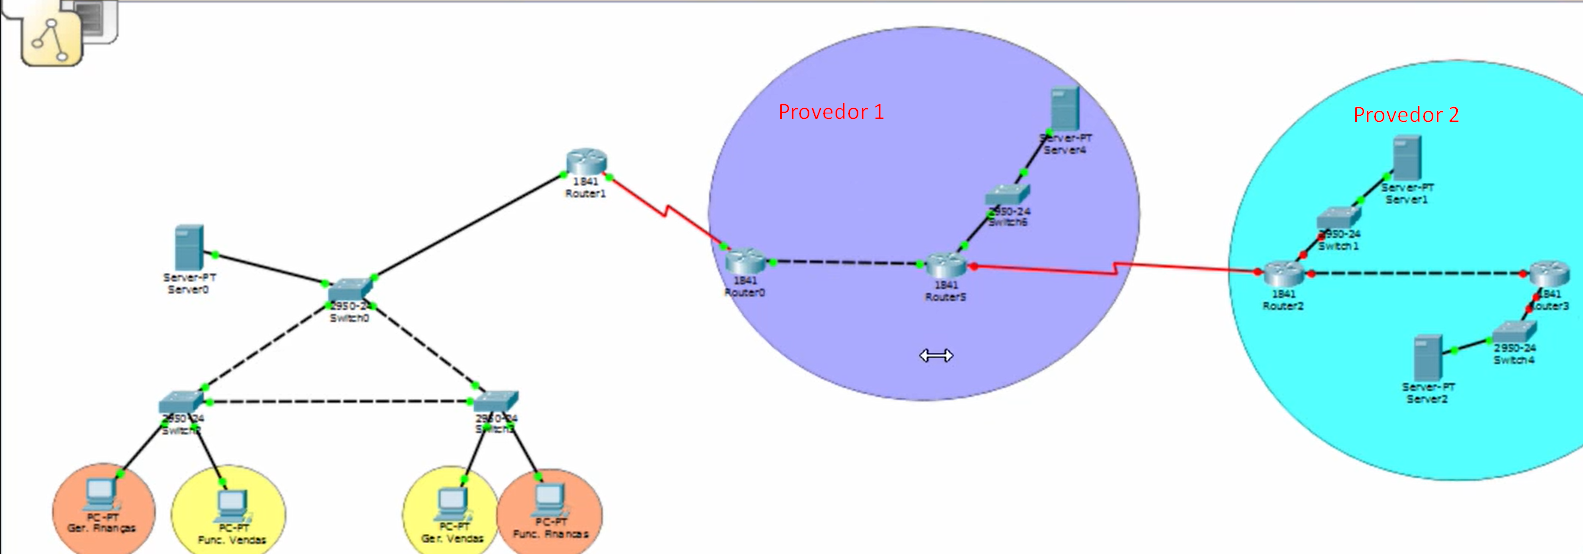 Provedor 1
Provedor 2
Server-PT
Server4
1841
Router1
2950-24
Switch6
Server-PT
Server1
2950-24
Switch1
Server-PT
Server0
1841
Router0
1841
Router5
1841
Router2
1841
Router3
2950-24
Switch0
2950-24
Switch4
Server-PT
Server2
2950-24
2950-24
PC-PT
Ger. Finanças
PC-PT
Func. Vendas
PC-PT
Ger. Vendas
PC-PT
Func. Financas